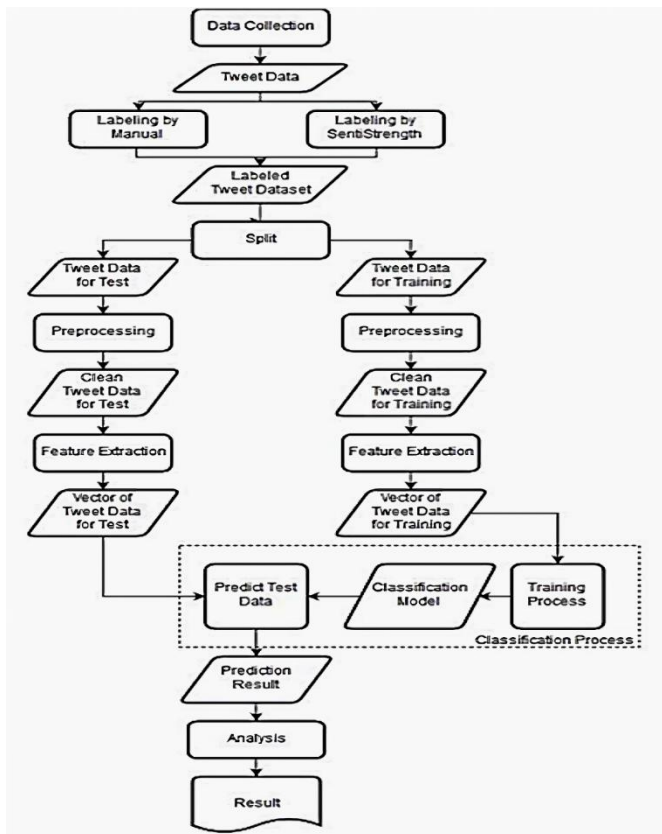 Data Collection
Tweet Data
Labeling by
Manual
Labeling by
SentiStrength
Labeled
Tweet Dataset
Split
Tweet Data
for Test
Tweet Data
for Training
Preprocessing
Preprocessing
Clean
Tweet Data
for Test
Clean
Tweet Data
for Training
Feature Extraction
Feature Extraction
Vector of
Tweet Data
for Test
Vector of
Tweet Data
for Training
Predict Test
Data
Classification
Model
Training
Process
Classification Process
Prediction
Result
Analysis
Result